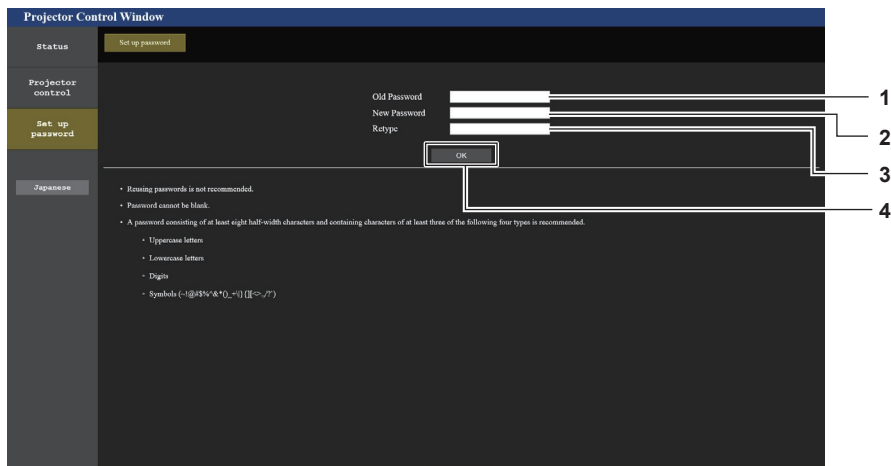 Projector Control Window
Status
Set up password
Projector
control
Set up
password
Japanese
Old Password
New Password
Retype
OK
1
2
3
4
• Reusing passwords is not recommended.
• Password cannot be blank.
• A password consisting of at least eight half-width characters and containing characters of at least three of the following four types is recommended.
• Uppercase letters
• Lowercase letters
• Digits
• Symbols (~!@#$%^&*()_+\|}{][<>.,/?`)